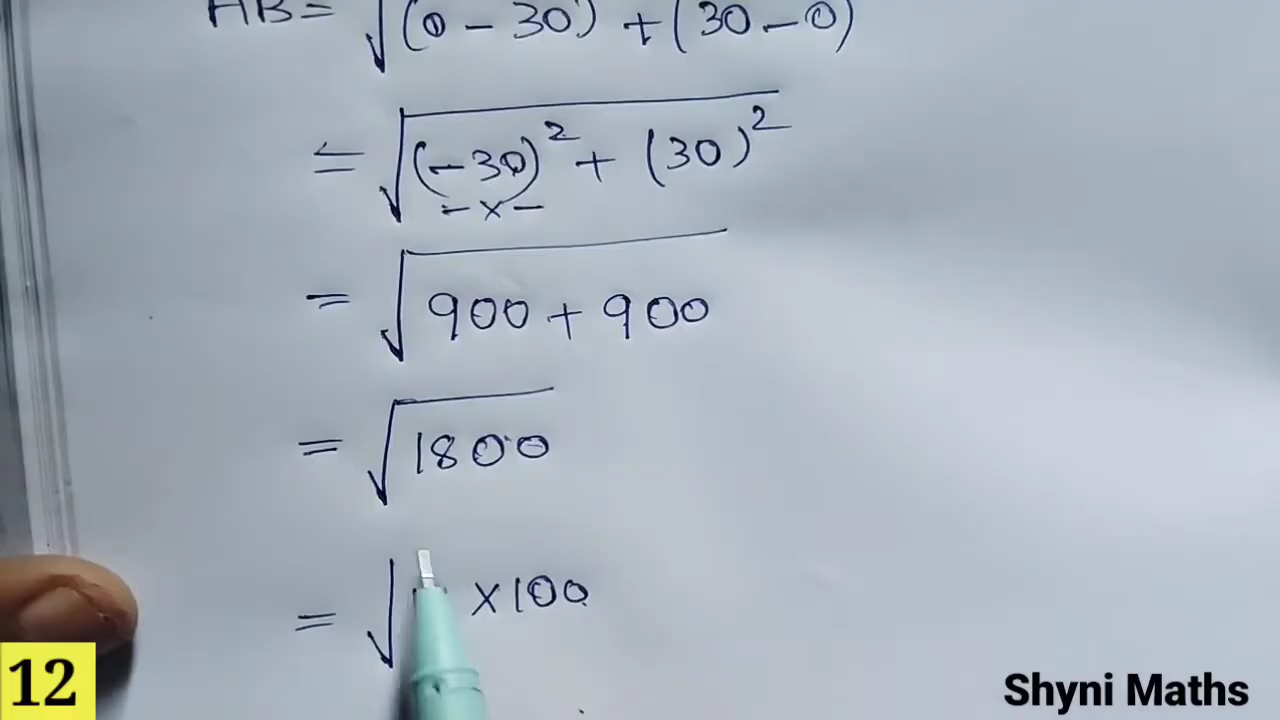 AB = √(0 - 30) + (30 - 0)
= √(-30)² + (30)²
- × -
= √900 + 900
= √1800
= √ × 100
12
Shyni Maths